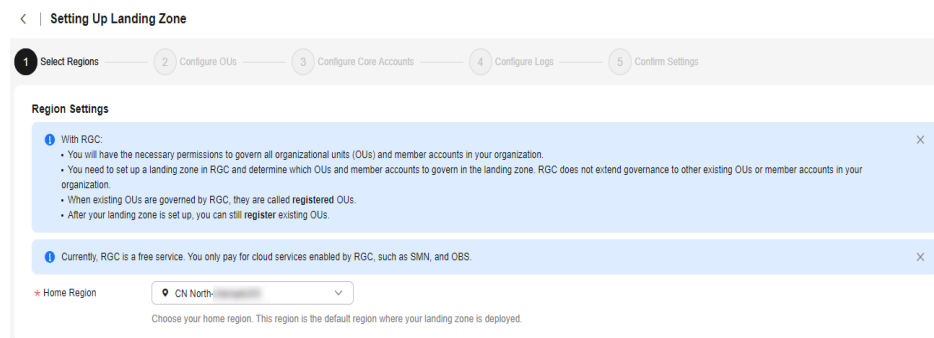 Setting Up Landing Zone
1 Select Regions 2 Configure OUs 3 Configure Core Accounts 4 Configure Logs 5 Confirm Settings
Region Settings
With RGC:
• You will have the necessary permissions to govern all organizational units (OUs) and member accounts in your organization.
• You need to set up a landing zone in RGC and determine which OUs and member accounts to govern in the landing zone. RGC does not extend governance to other existing OUs or member accounts in your
organization.
• When existing OUs are governed by RGC, they are called registered OUs.
• After your landing zone is set up, you can still register existing OUs.
Currently, RGC is a free service. You only pay for cloud services enabled by RGC, such as SMN, and OBS.
* Home Region CN North-
Choose your home region. This region is the default region where your landing zone is deployed.